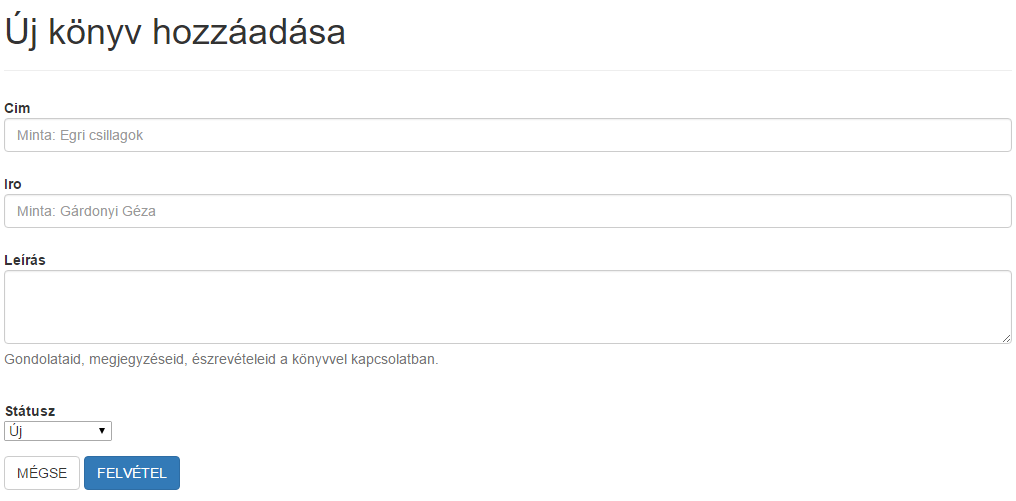 Új könyv hozzáadása
Cím
Minta: Egri csillagok
Iro
Minta: Gárdonyi Géza
Leírás
Gondolataid, megjegyzéseid, észrevételeid a könyvvel kapcsolatban.
Státusz
Új
MÉGSE FELVÉTEL